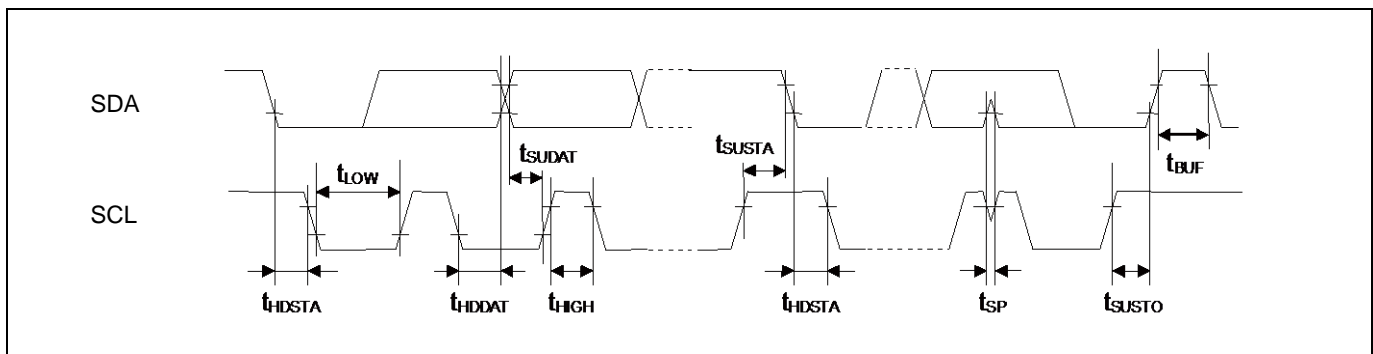 SDA
tSUDAT
tSUSTA
tBUF
tLOW
SCL
tHDSTA
tHDDAT
tHIGH
tHDSTA
tSP
tSUSTO